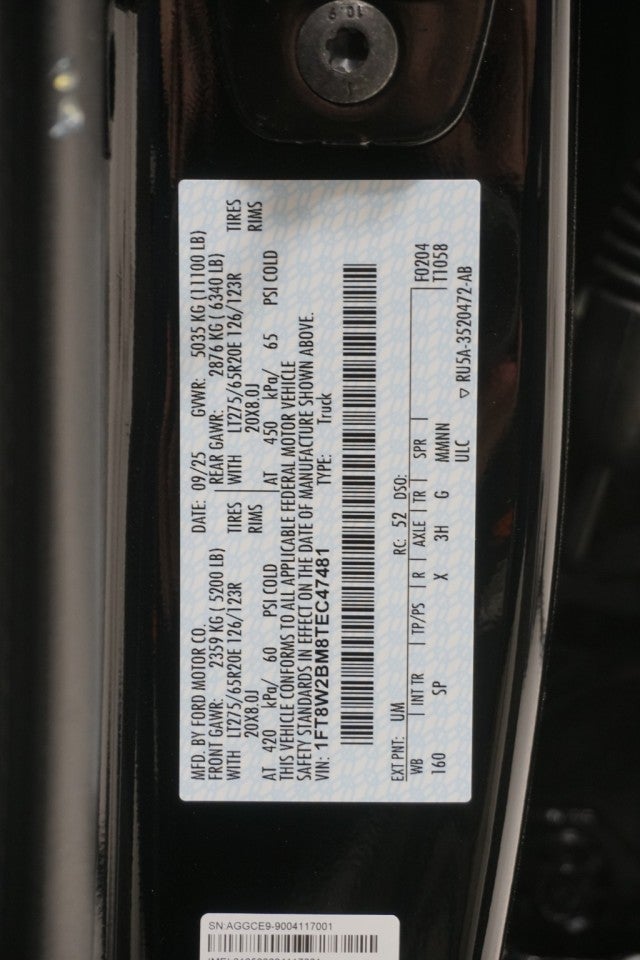 10.9
MFD. BY FORD MOTOR CO. DATE: 09/25 GVWR: 5035 KG (11100 LB)
FRONT GAWR: 2359 KG ( 5200 LB) REAR GAWR: 2876 KG ( 6340 LB)
WITH LT275/65R20E 126/123R TIRES WITH LT275/65R20E 126/123R TIRES
20X8.0J RIMS 20X8.0J RIMS
AT 420 kPa/ 60 PSI COLD AT 450 kPa/ 65 PSI COLD
THIS VEHICLE CONFORMS TO ALL APPLICABLE FEDERAL MOTOR VEHICLE
SAFETY STANDARDS IN EFFECT ON THE DATE OF MANUFACTURE SHOWN ABOVE.
VIN: 1FT8W2BM8TEC47481 TYPE: Truck
EXT PNT: UM RC: 52 DSO:
WB INT TR TP/PS R AXLE TR SPR F0204
160 SP X 3H G MMNN T1058
ULC
▽ RU5A-3520472-AB
SN:AGGCE9-9004117001